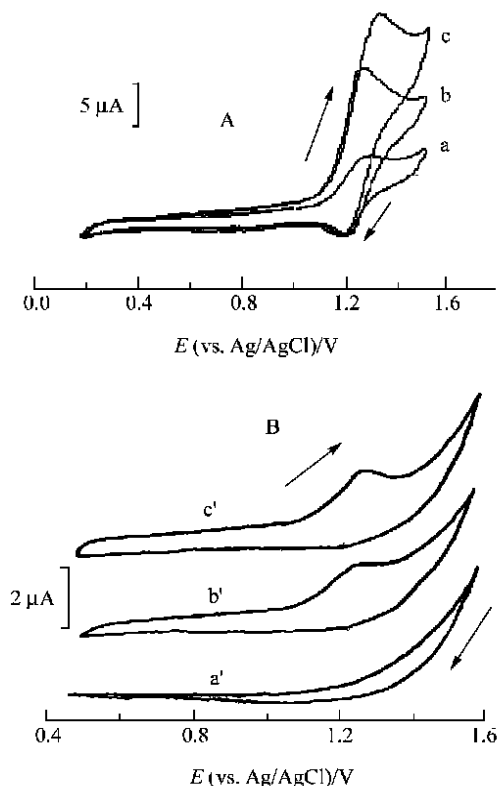 c
5 μA
A
b
a
0.0 0.4 0.8 1.2 1.6
E (vs. Ag/AgCl)/V
B
c'
2 μA
b'
a'
0.4 0.8 1.2 1.6
E (vs. Ag/AgCl)/V